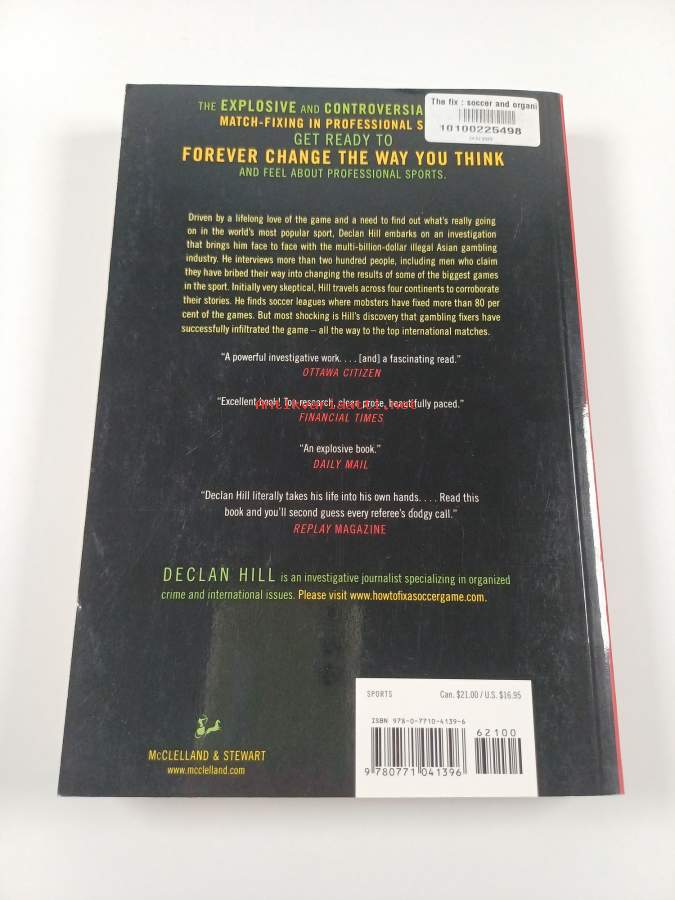 THE EXPLOSIVE AND CONTROVERSIA
MATCH-FIXING IN PROFESSIONAL S
GET READY TO
FOREVER CHANGE THE WAY YOU THINK
AND FEEL ABOUT PROFESSIONAL SPORTS.
The fix : soccer and organi
10100225498
Driven by a lifelong love of the game and a need to find out what's really going
on in the world's most popular sport, Declan Hill embarks on an investigation
that brings him face to face with the multi-billion-dollar illegal Asian gambling
industry. He interviews more than two hundred people, including men who claim
they have bribed their way into changing the results of some of the biggest games
in the sport. Initially very skeptical, Hill travels across four continents to corroborate
their stories. He finds soccer leagues where mobsters have fixed more than 80 per
cent of the games. But most shocking is Hill's discovery that gambling fixers have
successfully infiltrated the game – all the way to the top international matches.
"A powerful investigative work. . . . [and] a fascinating read."
OTTAWA CITIZEN
"Excellent book! Top research, clean prose, beautifully paced."
FINANCIAL TIMES
"An explosive book."
DAILY MAIL
"Declan Hill literally takes his life into his own hands. . . . Read this
book and you'll second guess every referee's dodgy call."
REPLAY MAGAZINE
DECLAN HILL is an investigative journalist specializing in organized
crime and international issues. Please visit www.howtofixasoccergame.com.
McCLELLAND & STEWART
www.mcclelland.com
SPORTS Can. $21.00 / U.S. $16.95
ISBN 978-0-7710-4139-6
62100
9 780771 041396